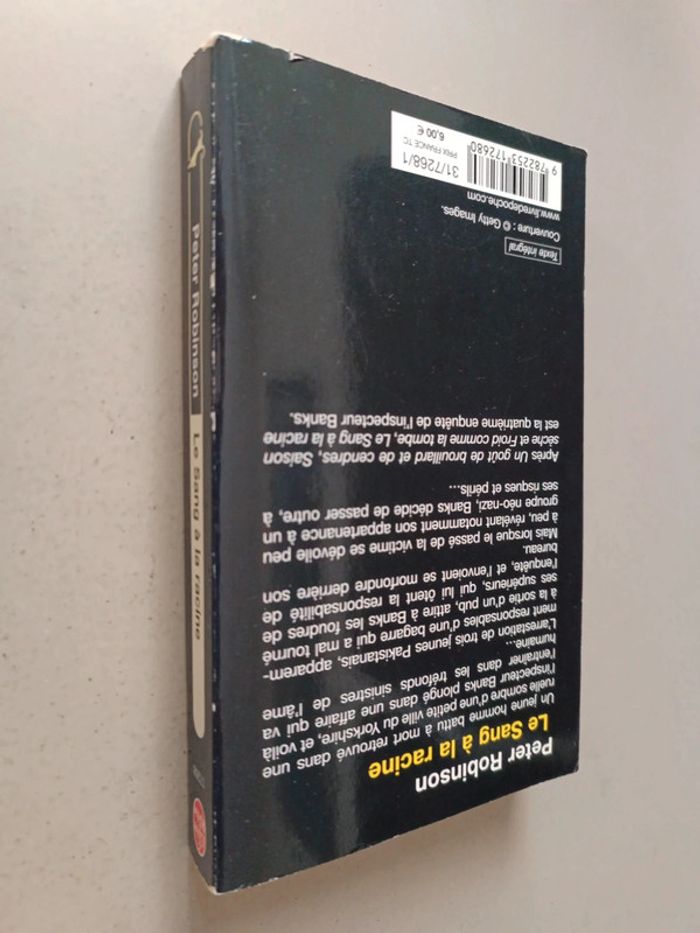 Peter Robinson
Le Sang à la racine
Un jeune homme battu à mort retrouvé dans une
ruelle sombre d'une petite ville du Yorkshire, et voilà
l'inspecteur Banks plongé dans une affaire qui va
l'entraîner dans les tréfonds sinistres de l'âme
humaine…
L'arrestation de trois jeunes Pakistanais, apparem-
ment responsables d'une bagarre qui a mal tourné
à la sortie d'un pub, attire à Banks les foudres de
ses supérieurs, qui lui ôtent la responsabilité de
l'enquête, et l'envoient se morfondre derrière son
bureau.
Mais lorsque le passé de la victime se dévoile peu
à peu, révélant notamment son appartenance à un
groupe néo-nazi, Banks décide de passer outre, à
ses risques et périls…
Après Un goût de brouillard et de cendres, Saison
sèche et Froid comme la tombe, Le Sang à la racine
est la quatrième enquête de l'inspecteur Banks.
Texte intégral
Couverture : © Getty Images.
www.livredepoche.com
9 782253 172680
31/7268/1
PRIX FRANCE TC
6,00 €
Peter Robinson
Le Sang à la racine